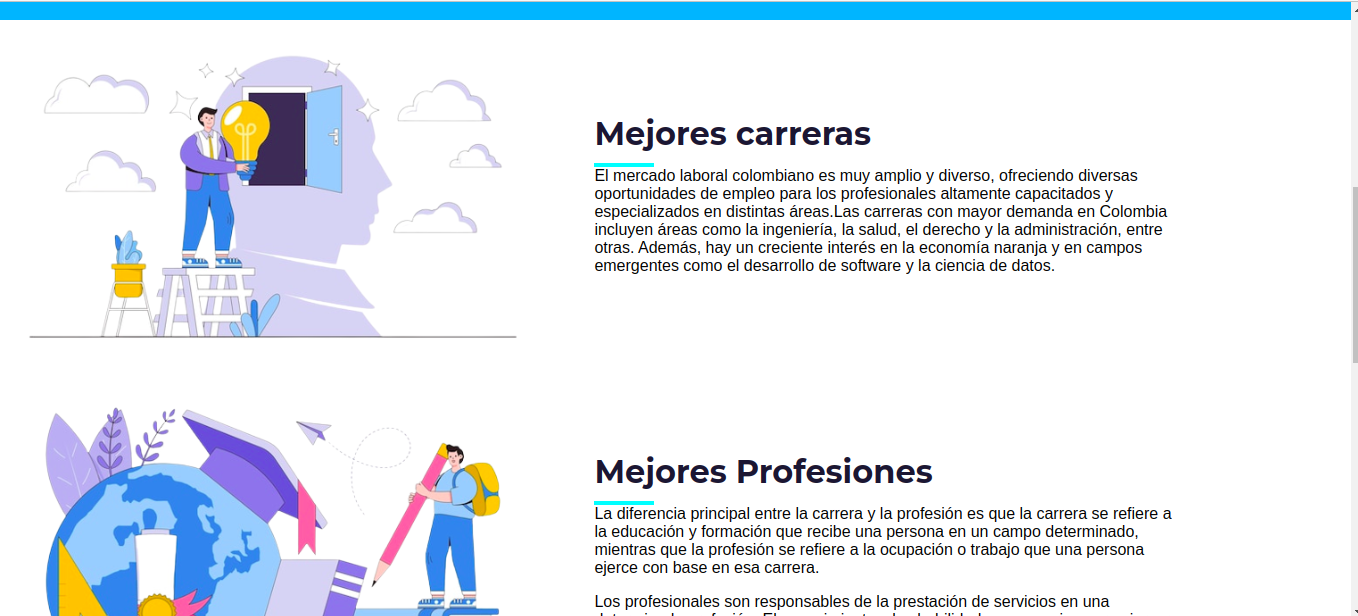 Mejores carreras
El mercado laboral colombiano es muy amplio y diverso, ofreciendo diversas
oportunidades de empleo para los profesionales altamente capacitados y
especializados en distintas áreas.Las carreras con mayor demanda en Colombia
incluyen áreas como la ingeniería, la salud, el derecho y la administración, entre
otras. Además, hay un creciente interés en la economía naranja y en campos
emergentes como el desarrollo de software y la ciencia de datos.
Mejores Profesiones
La diferencia principal entre la carrera y la profesión es que la carrera se refiere a
la educación y formación que recibe una persona en un campo determinado,
mientras que la profesión se refiere a la ocupación o trabajo que una persona
ejerce con base en esa carrera.
Los profesionales son responsables de la prestación de servicios en una